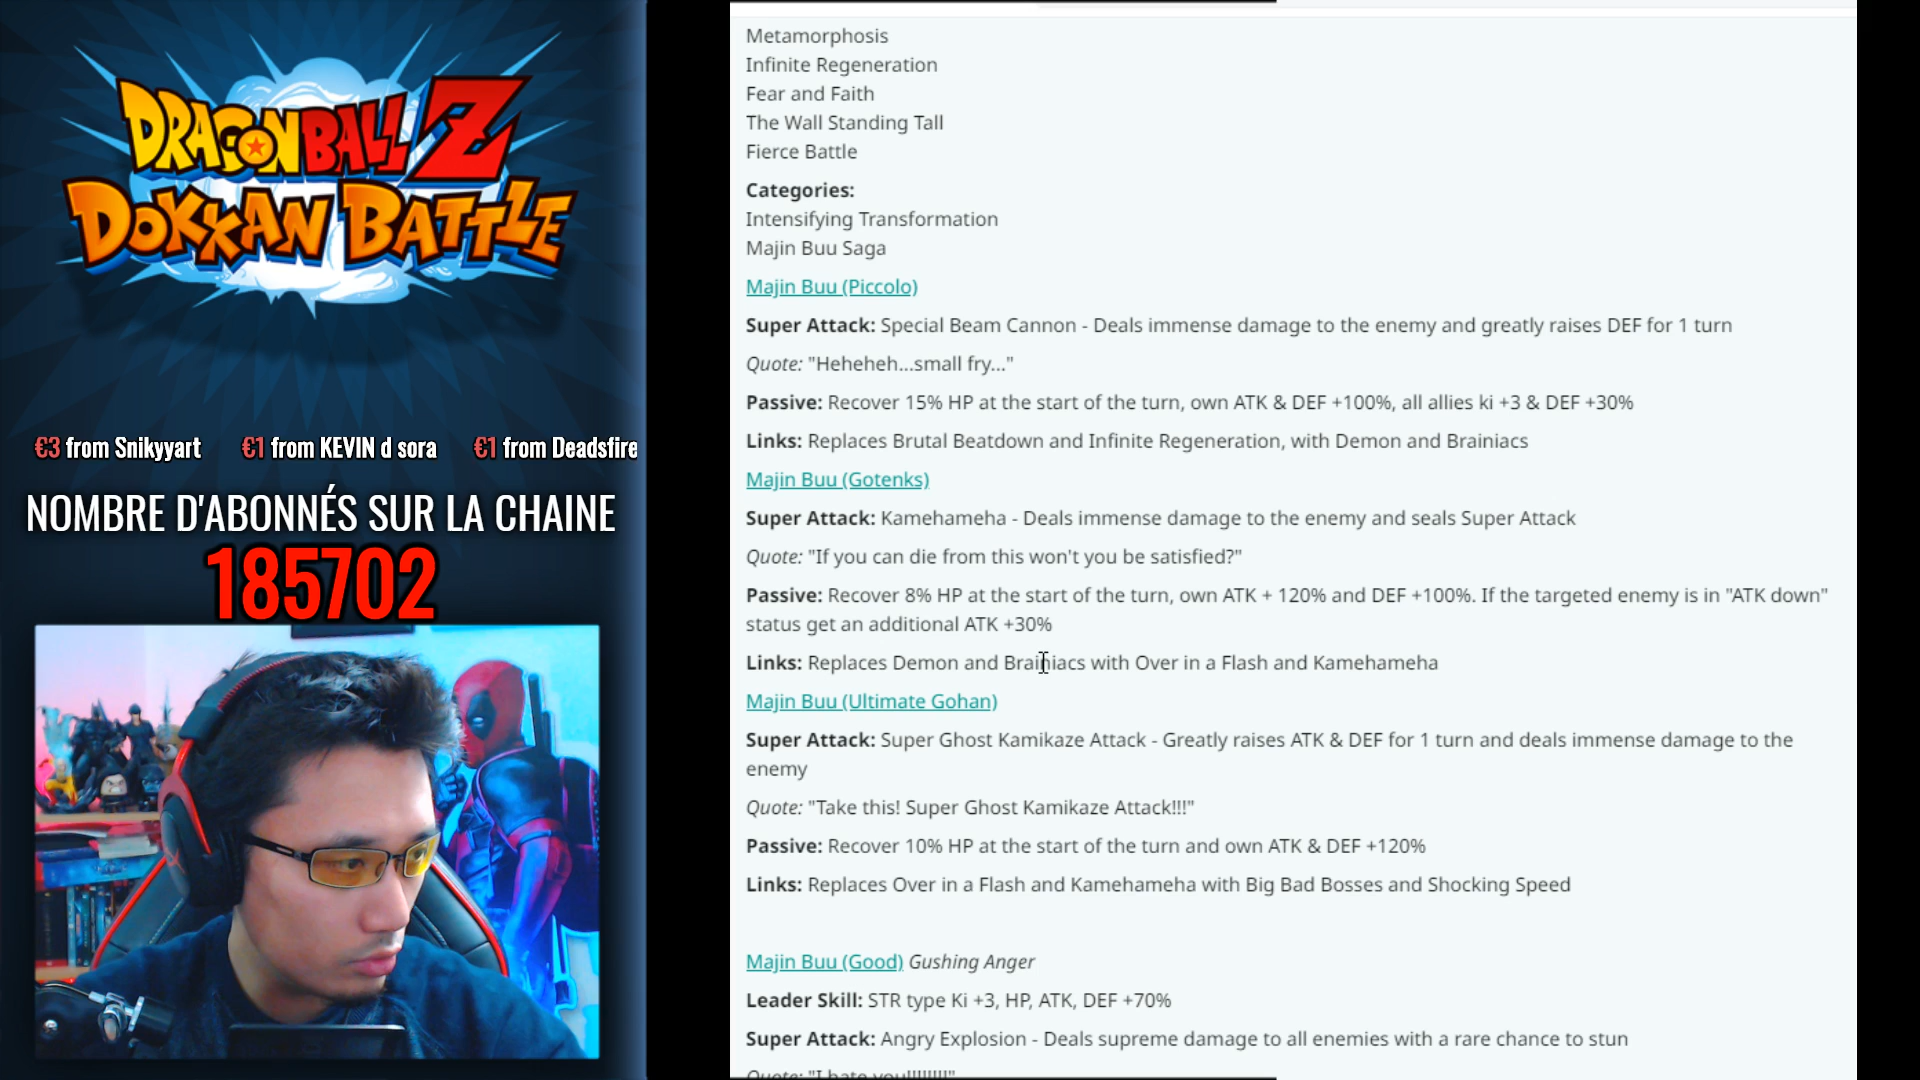 DRAGON BALL Z
DOKKAN BATTLE
€3 from Snikyyart €1 from KEVIN d sora €1 from Deadsfire
NOMBRE D'ABONNÉS SUR LA CHAINE
185702
Metamorphosis
Infinite Regeneration
Fear and Faith
The Wall Standing Tall
Fierce Battle
Categories:
Intensifying Transformation
Majin Buu Saga
Majin Buu (Piccolo)
Super Attack: Special Beam Cannon - Deals immense damage to the enemy and greatly raises DEF for 1 turn
Quote: "Heheheh...small fry..."
Passive: Recover 15% HP at the start of the turn, own ATK & DEF +100%, all allies ki +3 & DEF +30%
Links: Replaces Brutal Beatdown and Infinite Regeneration, with Demon and Brainiacs
Majin Buu (Gotenks)
Super Attack: Kamehameha - Deals immense damage to the enemy and seals Super Attack
Quote: "If you can die from this won't you be satisfied?"
Passive: Recover 8% HP at the start of the turn, own ATK + 120% and DEF +100%. If the targeted enemy is in "ATK down"
status get an additional ATK +30%
Links: Replaces Demon and Brainiacs with Over in a Flash and Kamehameha
Majin Buu (Ultimate Gohan)
Super Attack: Super Ghost Kamikaze Attack - Greatly raises ATK & DEF for 1 turn and deals immense damage to the
enemy
Quote: "Take this! Super Ghost Kamikaze Attack!!!"
Passive: Recover 10% HP at the start of the turn and own ATK & DEF +120%
Links: Replaces Over in a Flash and Kamehameha with Big Bad Bosses and Shocking Speed
Majin Buu (Good) Gushing Anger
Leader Skill: STR type Ki +3, HP, ATK, DEF +70%
Super Attack: Angry Explosion - Deals supreme damage to all enemies with a rare chance to stun
Quote: "I hate you!!!!!!!!!"